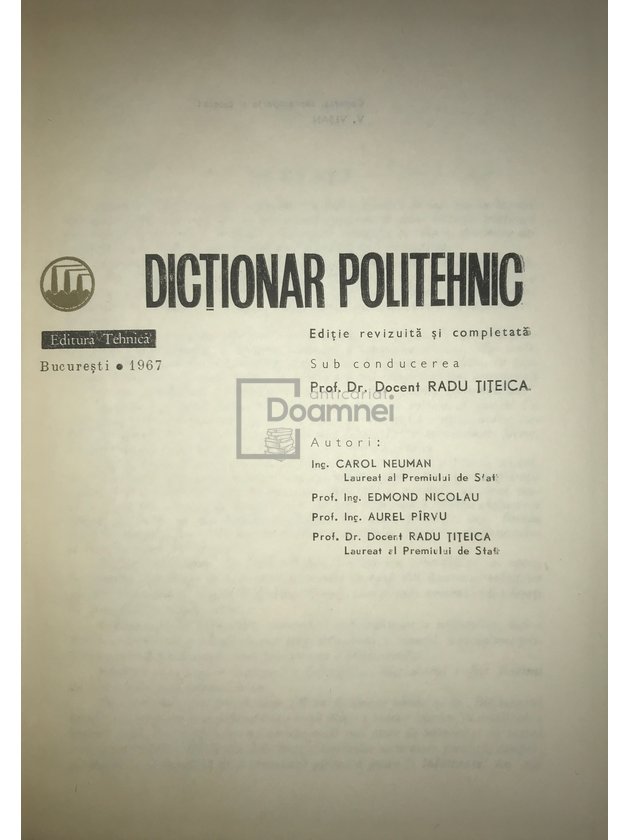 DICȚIONAR POLITEHNIC
Editura Tehnică
București • 1967
Ediție revizuită și completată
Sub conducerea
Prof. Dr. Docent RADU ȚIȚEICA
anticariat
Doamnei
Autori:
Ing. CAROL NEUMAN
Laureat al Premiului de Stat
Prof. Ing. EDMOND NICOLAU
Prof. Ing. AUREL PÎRVU
Prof. Dr. Docent RADU ȚIȚEICA
Laureat al Premiului de Stat